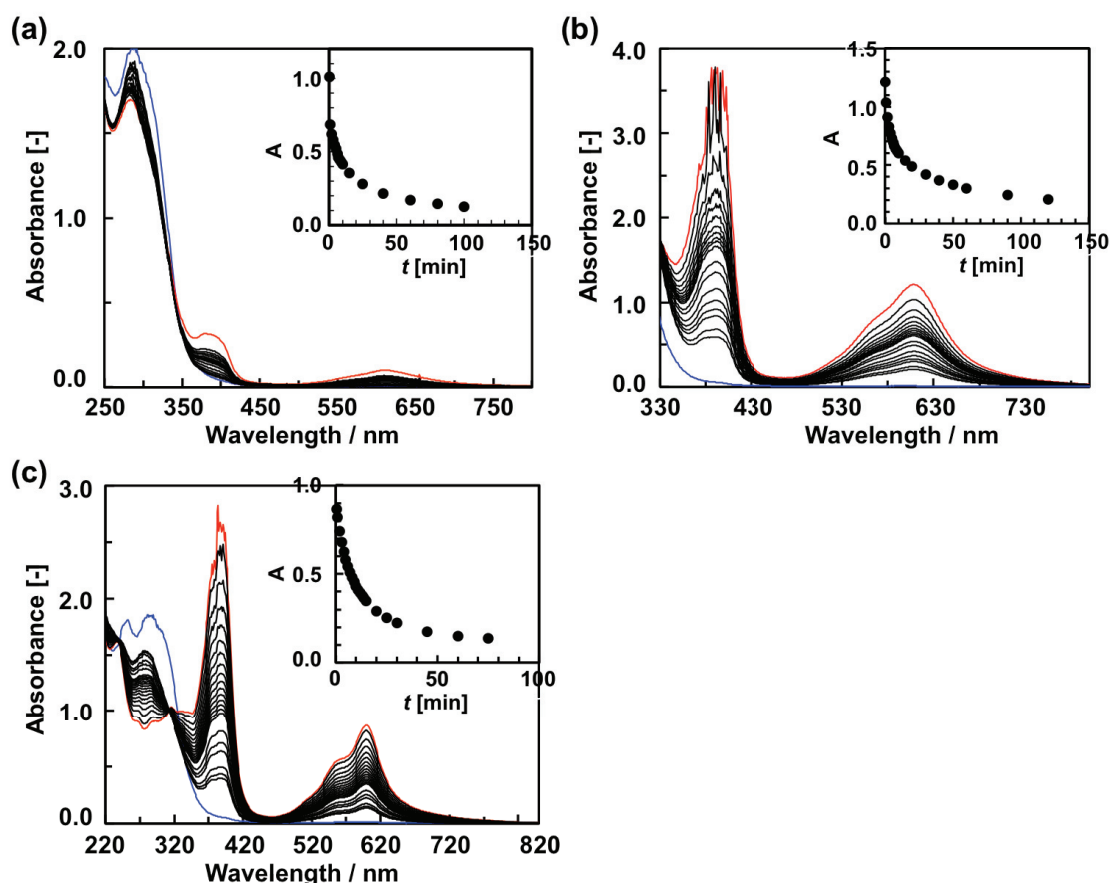 (a)
Absorbance [-]
2.0
1.0
0.0
250 350 450 550 650 750
Wavelength / nm
A
1.0
0.5
0.0
0 50 100 150
t [min]
(b)
Absorbance [-]
4.0
3.0
2.0
1.0
0.0
330 430 530 630 730
Wavelength / nm
A
1.5
1.0
0.5
0.0
0 50 100 150
t [min]
(c)
Absorbance [-]
3.0
2.0
1.0
0.0
220 320 420 520 620 720 820
Wavelength / nm
A
1.0
0.5
0.0
0 50 100
t [min]